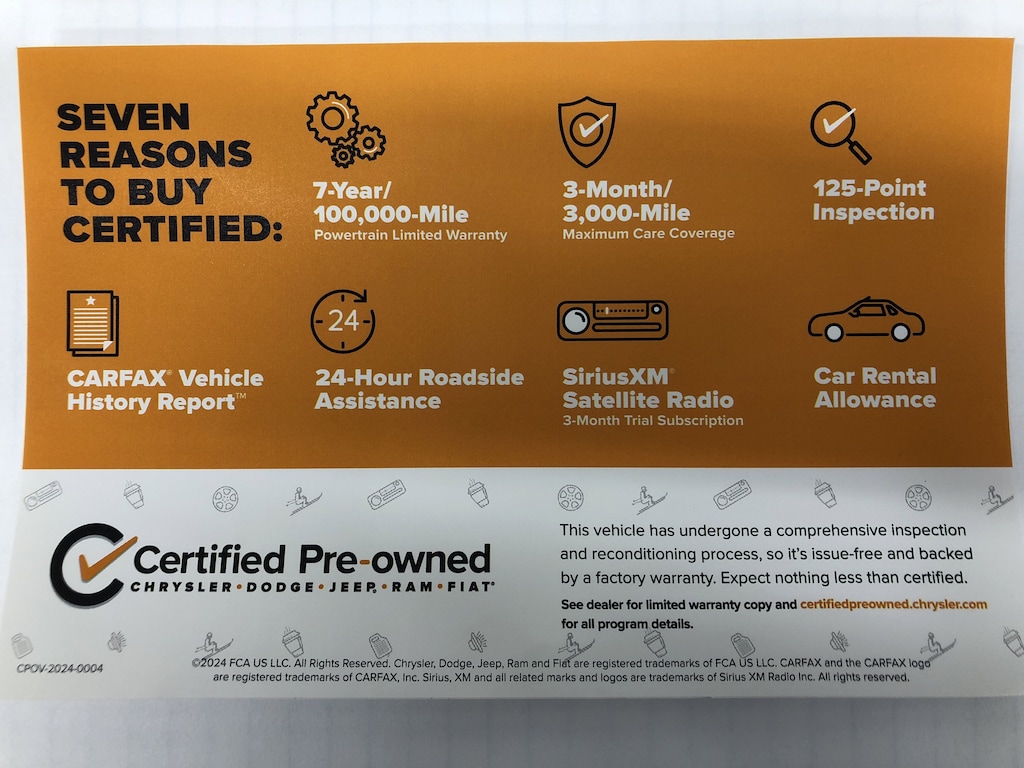 SEVEN
REASONS
TO BUY
CERTIFIED:
7-Year/
100,000-Mile
Powertrain Limited Warranty
3-Month/
3,000-Mile
Maximum Care Coverage
125-Point
Inspection
CARFAX® Vehicle
History Report™
24
24-Hour Roadside
Assistance
SiriusXM®
Satellite Radio
3-Month Trial Subscription
Car Rental
Allowance
Certified Pre-owned
CHRYSLER • DODGE • JEEP® • RAM • FIAT®
This vehicle has undergone a comprehensive inspection
and reconditioning process, so it's issue-free and backed
by a factory warranty. Expect nothing less than certified.
See dealer for limited warranty copy and certifiedpreowned.chrysler.com
for all program details.
CPOV-2024-0004
©2024 FCA US LLC. All Rights Reserved. Chrysler, Dodge, Jeep, Ram and Fiat are registered trademarks of FCA US LLC. CARFAX and the CARFAX logo
are registered trademarks of CARFAX, Inc. Sirius, XM and all related marks and logos are trademarks of Sirius XM Radio Inc. All rights reserved.